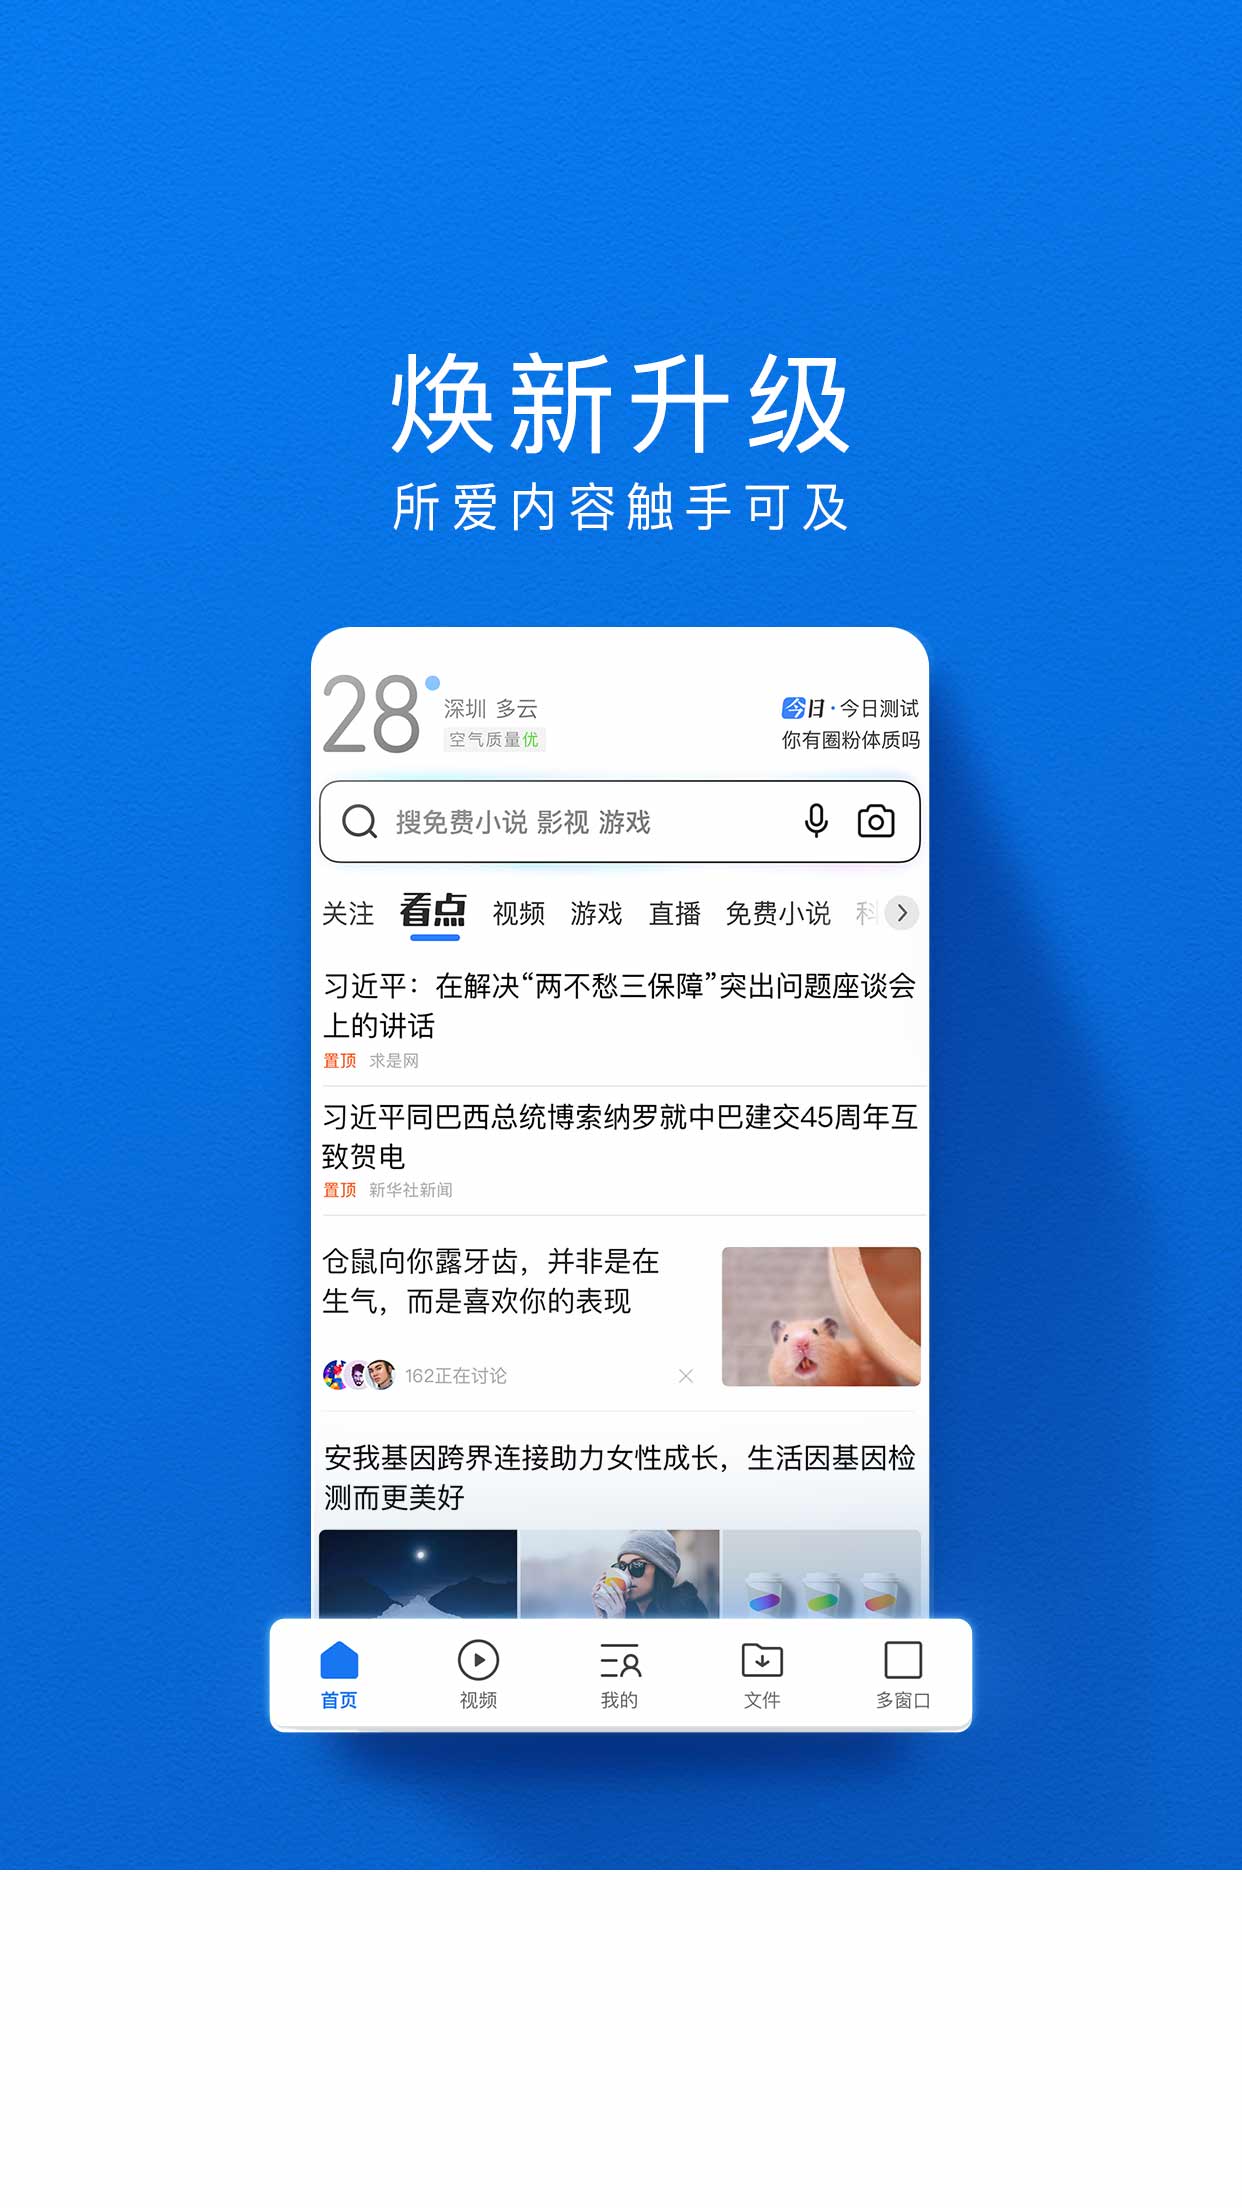 焕新升级
所爱内容触手可及
28°
深圳 多云
空气质量优
今日·今日测试
你有圈粉体质吗
搜免费小说 影视 游戏
关注 看点 视频 游戏 直播 免费小说 科
习近平：在解决“两不愁三保障”突出问题座谈会
上的讲话
置顶 求是网
习近平同巴西总统博索纳罗就中巴建交45周年互
致贺电
置顶 新华社新闻
仓鼠向你露牙齿，并非是在
生气，而是喜欢你的表现
162正在讨论
安我基因跨界连接助力女性成长，生活因基因检
测而更美好
首页 视频 我的 文件 多窗口